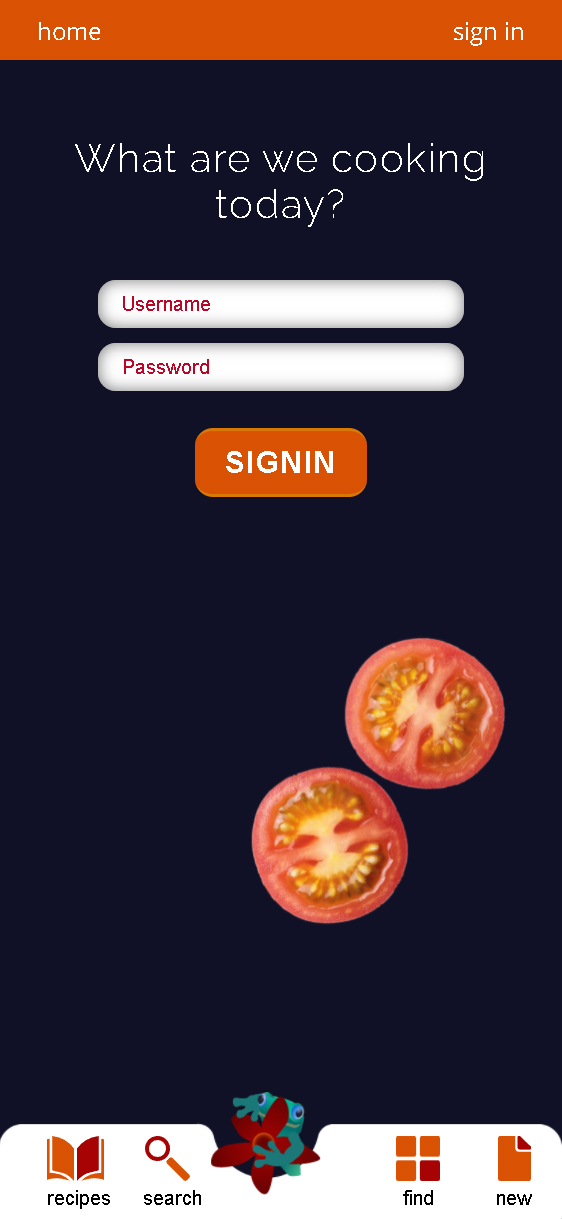 home
sign in
What are we cooking
today?
Username
Password
SIGNIN
recipes
search
find
new